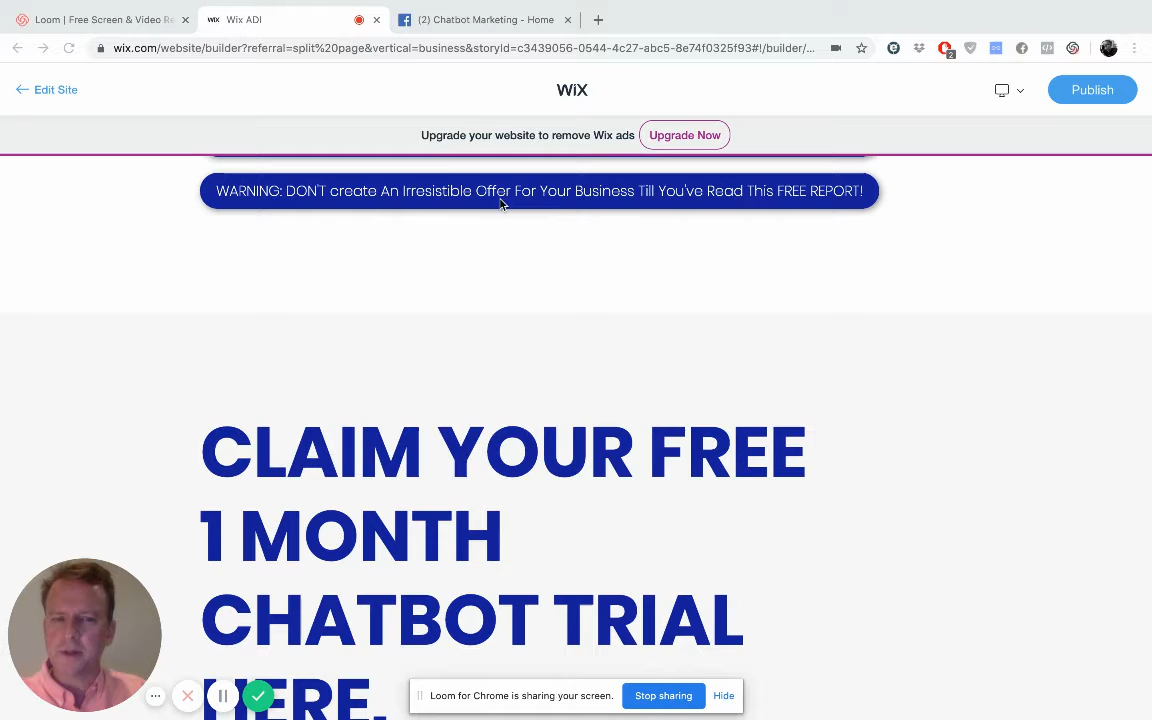 Loom | Free Screen & Video Re
Wix ADI
(2) Chatbot Marketing - Home
wix.com/website/builder?referral=split%20page&vertical=business&storyId=c3439056-0544-4c27-abc5-8e74f0325f93#!/builder/...
2
Edit Site
WiX
Publish
Upgrade your website to remove Wix ads
Upgrade Now
WARNING: DON'T create An Irresistible Offer For Your Business Till You've Read This FREE REPORT!
CLAIM YOUR FREE
1 MONTH
CHATBOT TRIAL
HERE.
Loom for Chrome is sharing your screen.
Stop sharing
Hide